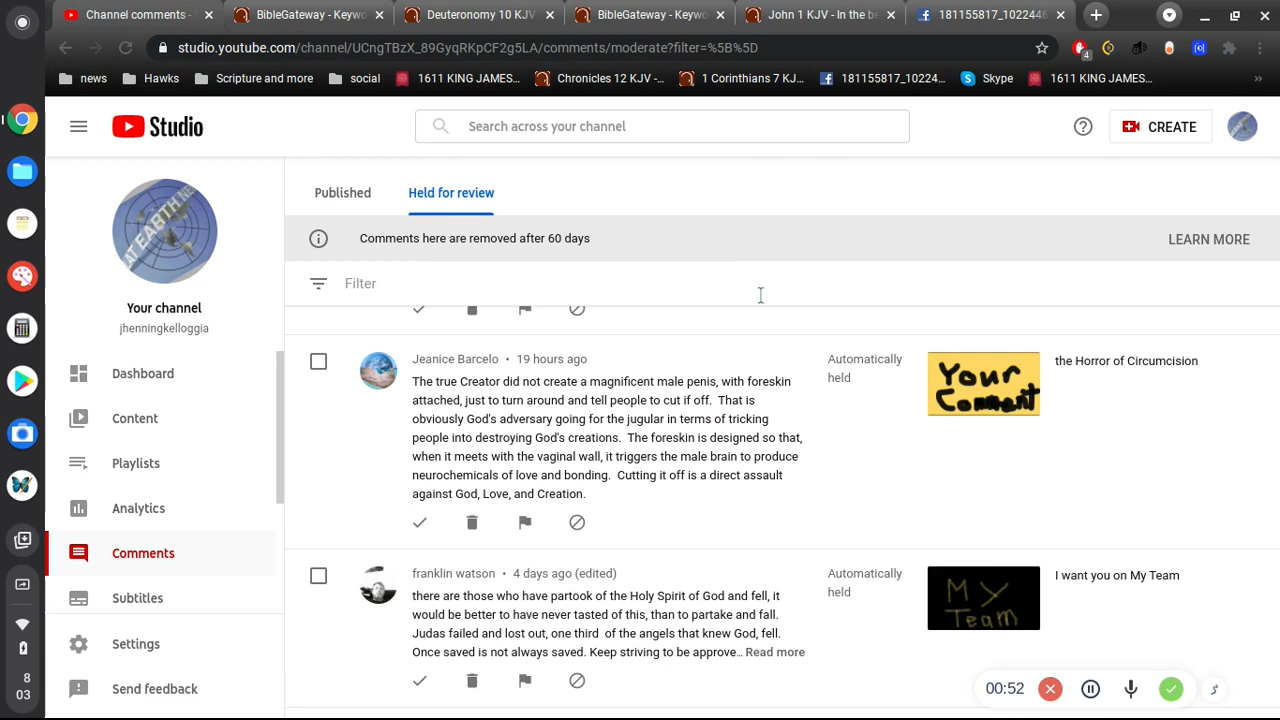 Channel comments - Y
BibleGateway - Keywo
Deuteronomy 10 KJV
BibleGateway - Keywo
John 1 KJV - In the be
181155817_1022446
studio.youtube.com/channel/UCngTBzX_89GyqRKpCF2g5LA/comments/moderate?filter=%5B%5D
4
news
Hawks
Scripture and more
social
1611 KING JAMES...
Chronicles 12 KJV -...
1 Corinthians 7 KJ...
181155817_10224...
Skype
1611 KING JAMES...
»
Studio
Search across your channel
CREATE
AT EARTH.NE
Your channel
jhenningkelloggia
Dashboard
Content
Playlists
Analytics
Comments
Subtitles
Settings
Send feedback
8
03
Published
Held for review
Comments here are removed after 60 days
LEARN MORE
Filter
Jeanice Barcelo • 19 hours ago
The true Creator did not create a magnificent male penis, with foreskin
attached, just to turn around and tell people to cut if off. That is
obviously God's adversary going for the jugular in terms of tricking
people into destroying God's creations. The foreskin is designed so that,
when it meets with the vaginal wall, it triggers the male brain to produce
neurochemicals of love and bonding. Cutting it off is a direct assault
against God, Love, and Creation.
Automatically
held
Your
Comment
the Horror of Circumcision
franklin watson • 4 days ago (edited)
there are those who have partook of the Holy Spirit of God and fell, it
would be better to have never tasted of this, than to partake and fall.
Judas failed and lost out, one third of the angels that knew God, fell.
Once saved is not always saved. Keep striving to be approve... Read more
Automatically
held
MY
Team
I want you on My Team
00:52